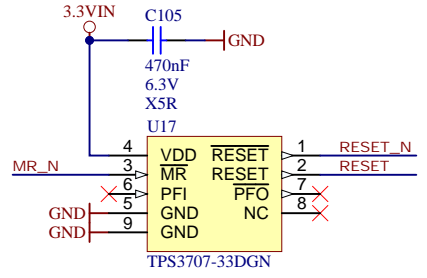 3.3VIN
C105
GND
470nF
6.3V
X5R
U17
4 VDD RESET 1 RESET_N
MR_N 3 MR RESET 2 RESET
6 PFI PFO 7
GND 5 GND NC 8
GND 9 GND
TPS3707-33DGN